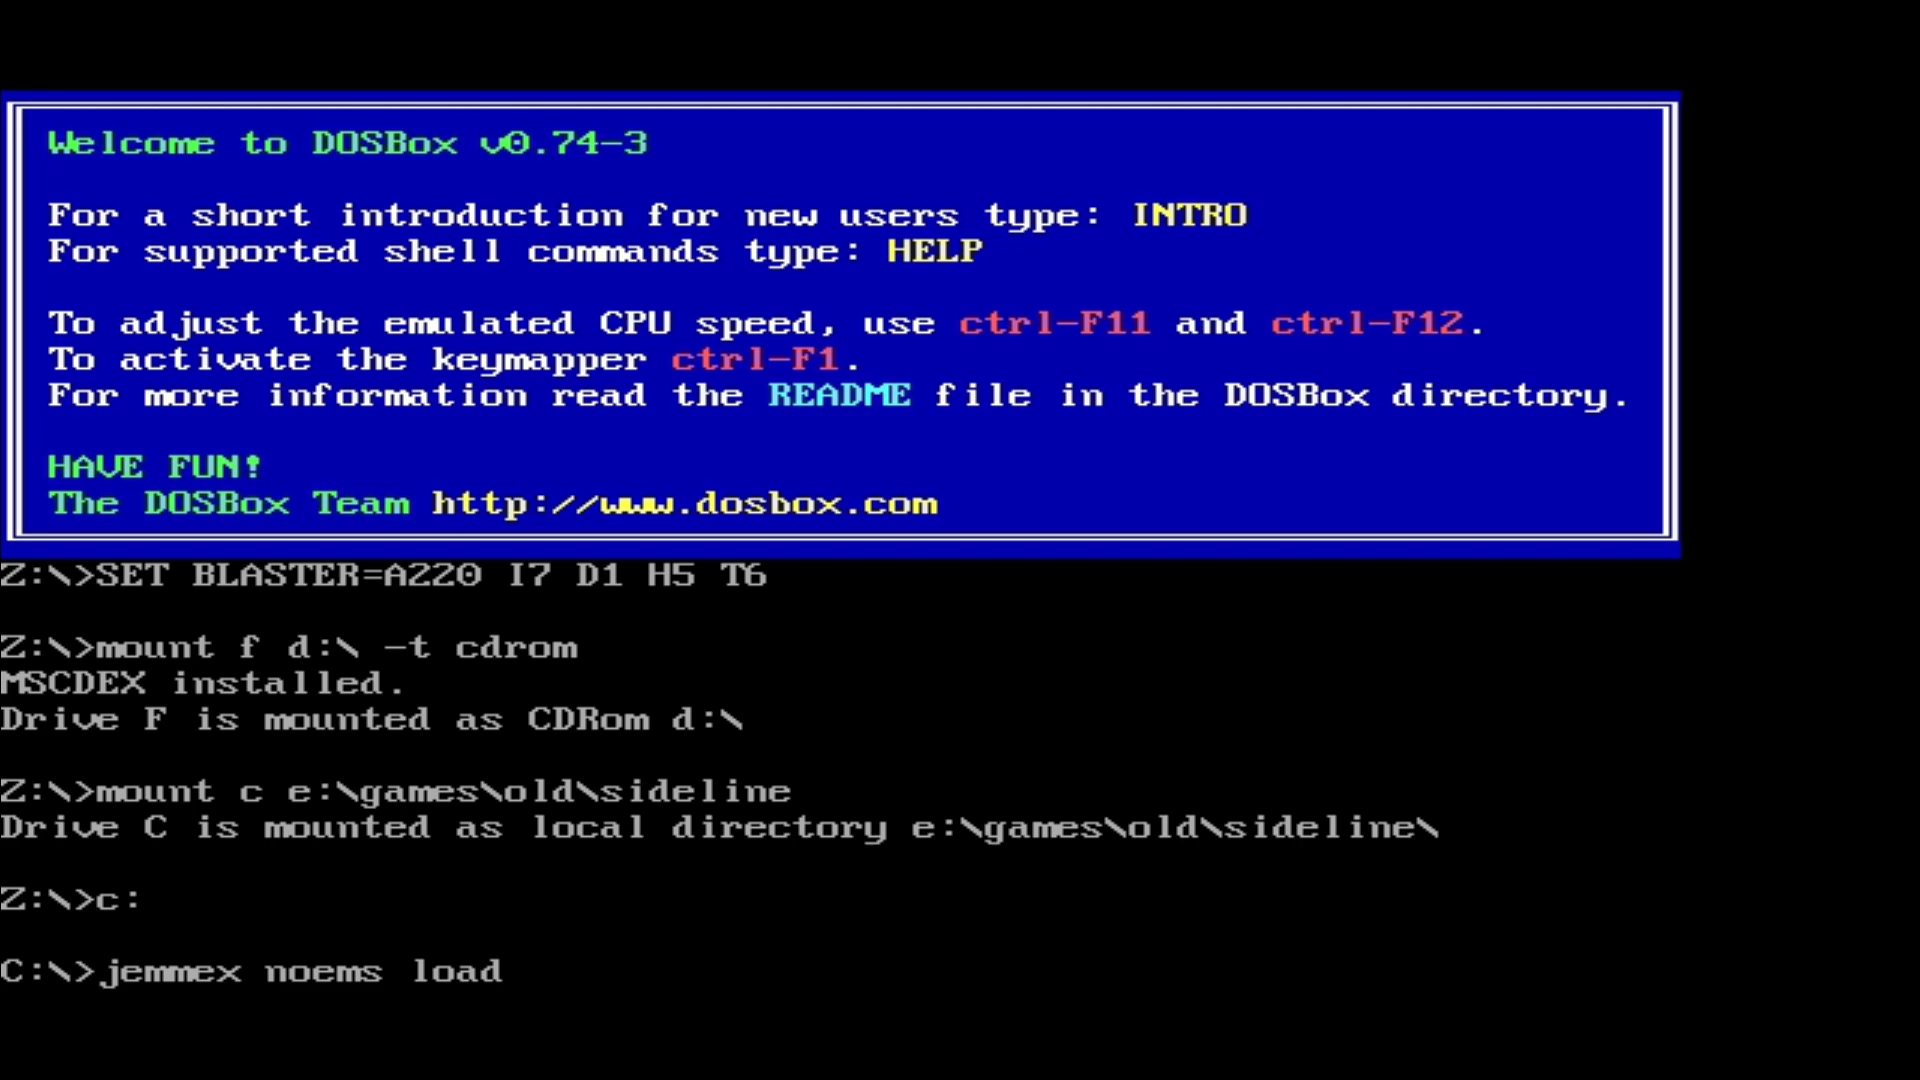 Welcome to DOSBox v0.74-3
For a short introduction for new users type: INTRO
For supported shell commands type: HELP
To adjust the emulated CPU speed, use ctrl-F11 and ctrl-F12.
To activate the keymapper ctrl-F1.
For more information read the README file in the DOSBox directory.
HAVE FUN!
The DOSBox Team http://www.dosbox.com
Z:\>SET BLASTER=A220 I7 D1 H5 T6
Z:\>mount f d:\ -t cdrom
MSCDEX installed.
Drive F is mounted as CDRom d:\
Z:\>mount c e:\games\old\sideline
Drive C is mounted as local directory e:\games\old\sideline\
Z:\>c:
C:\>jemmex noems load